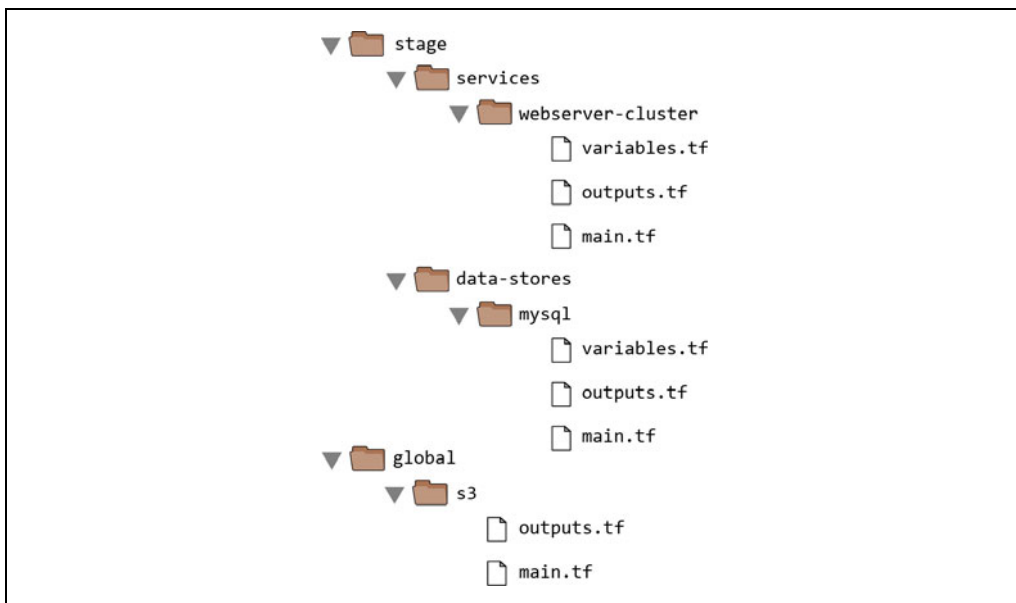 stage
services
webserver-cluster
variables.tf
outputs.tf
main.tf
data-stores
mysql
variables.tf
outputs.tf
main.tf
global
s3
outputs.tf
main.tf